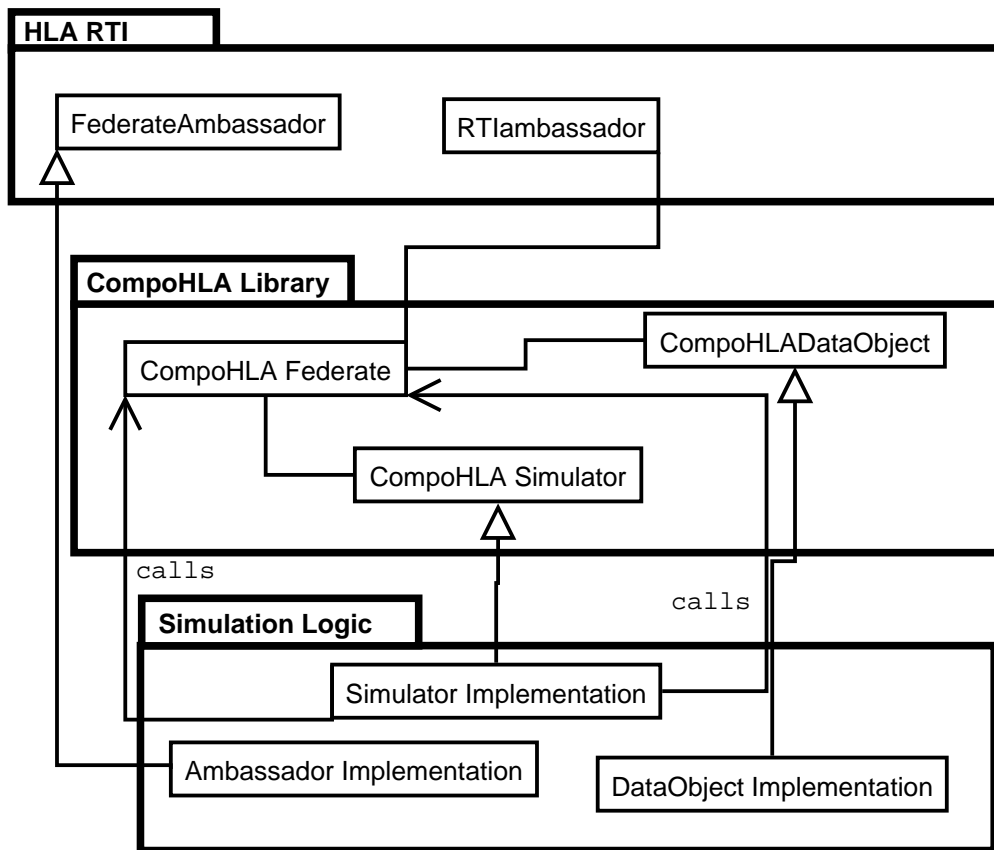 HLA RTI
FederateAmbassador
RTIambassador
CompoHLA Library
CompoHLADataObject
CompoHLA Federate
CompoHLA Simulator
calls
calls
Simulation Logic
Simulator Implementation
Ambassador Implementation
DataObject Implementation